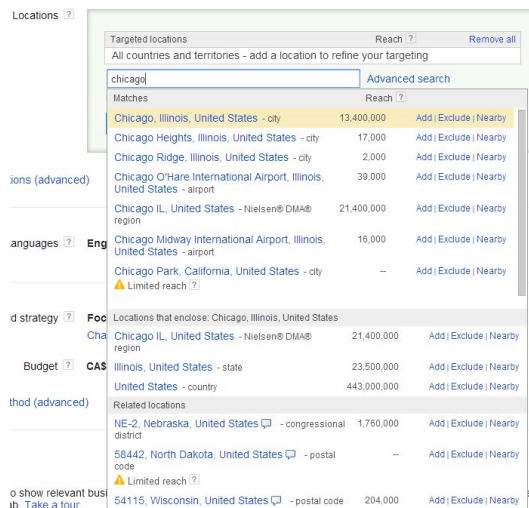 Locations ?
Targeted locations Reach ? Remove all
All countries and territories - add a location to refine your targeting
chicago Advanced search
Matches Reach ?
Chicago, Illinois, United States - city 13,400,000 Add | Exclude | Nearby
Chicago Heights, Illinois, United States - city 17,000 Add | Exclude | Nearby
Chicago Ridge, Illinois, United States - city 2,000 Add | Exclude | Nearby
Chicago O'Hare International Airport, Illinois, 39,000 Add | Exclude | Nearby
United States - airport
ions (advanced)
Chicago IL, United States - Nielsen® DMA® 21,400,000 Add | Exclude | Nearby
region
anguages ? Eng
Chicago Midway International Airport, Illinois, 16,000 Add | Exclude | Nearby
United States - airport
Chicago Park, California, United States - city -- Add | Exclude | Nearby
Limited reach ?
d strategy ? Foc
Locations that enclose: Chicago, Illinois, United States
Cha
Chicago IL, United States - Nielsen® DMA® 21,400,000 Add | Exclude | Nearby
region
Budget ? CA$
Illinois, United States - state 23,500,000 Add | Exclude | Nearby
United States - country 443,000,000 Add | Exclude | Nearby
thod (advanced)
Related locations
NE-2, Nebraska, United States - congressional 1,760,000 Add | Exclude | Nearby
district
58442, North Dakota, United States - postal -- Add | Exclude | Nearby
code
Limited reach ?
o show relevant busi
54115, Wisconsin, United States - postal code 204,000 Add | Exclude | Nearby
ab. Take a tour